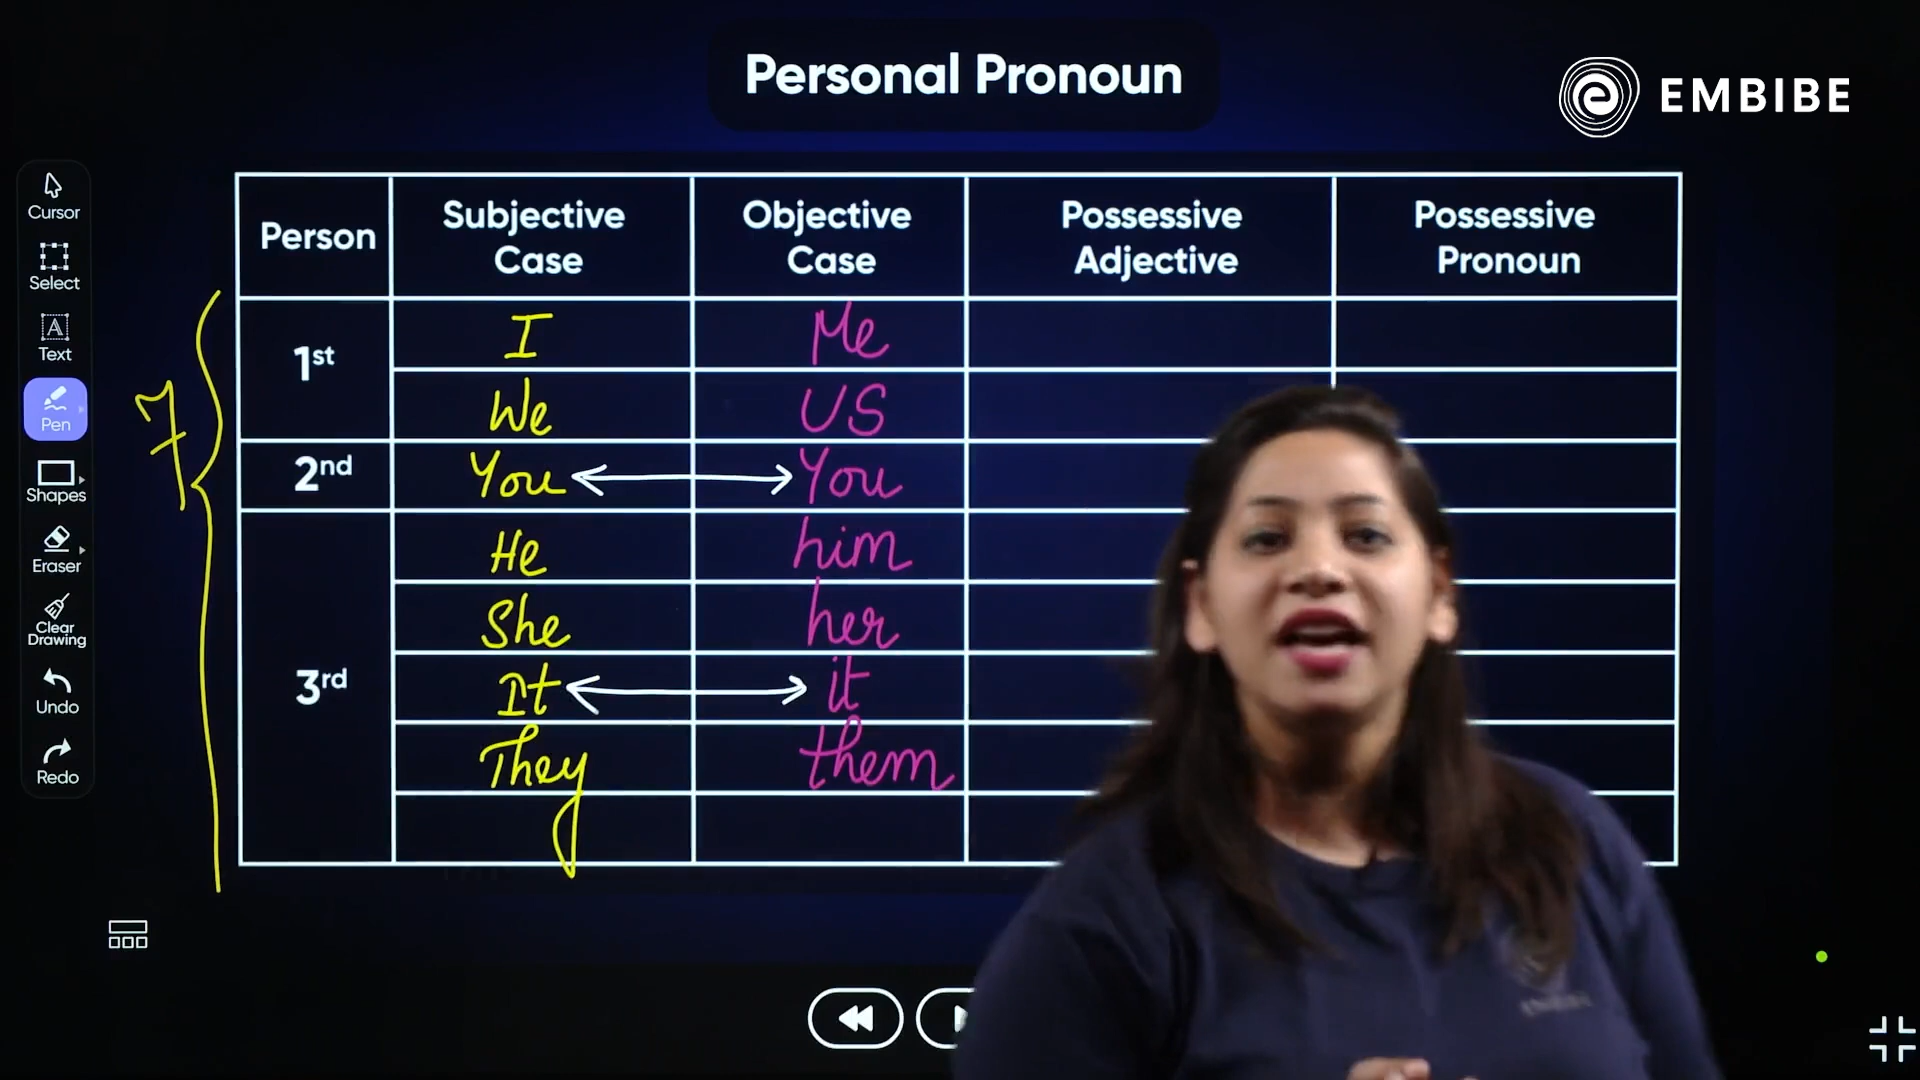 Personal Pronoun
EMBIBE
Cursor
Select
Text
Pen
Shapes
Eraser
Clear
Drawing
Undo
Redo
7
Person
Subjective
Case
Objective
Case
Possessive
Adjective
Possessive
Pronoun
1st
I
Me
We
US
2nd
You
You
3rd
He
him
She
her
It
it
They
them